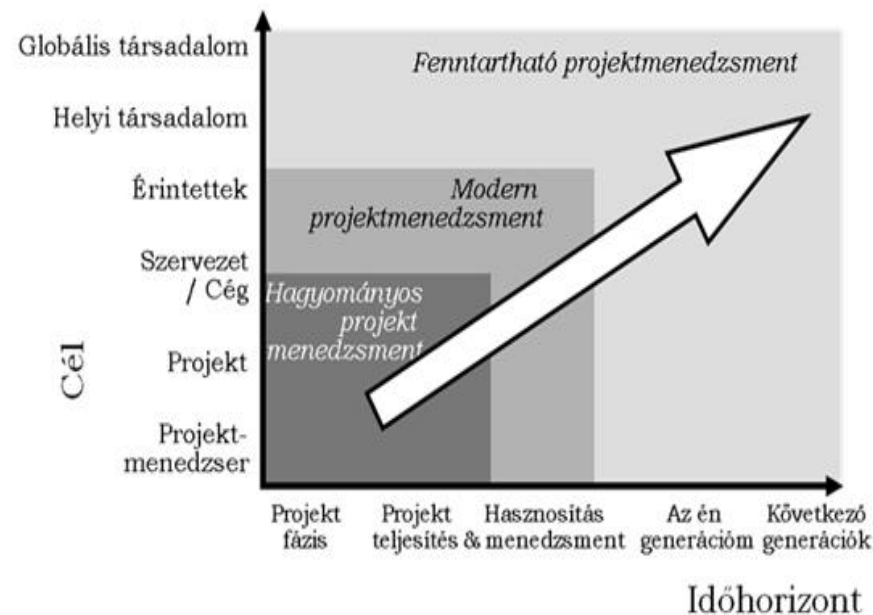 Globális társadalom
Helyi társadalom
Érintettek
Szervezet
/ Cég
Projekt
Projekt-
menedzser
Cél
Fenntartható projektmenedzsment
Modern
projektmenedzsment
Hagyományos
projekt
menedzsment
Projekt
fázis
Projekt
teljesítés
Hasznosítás
& menedzsment
Az én
generációm
Következő
generációk
Időhorizont